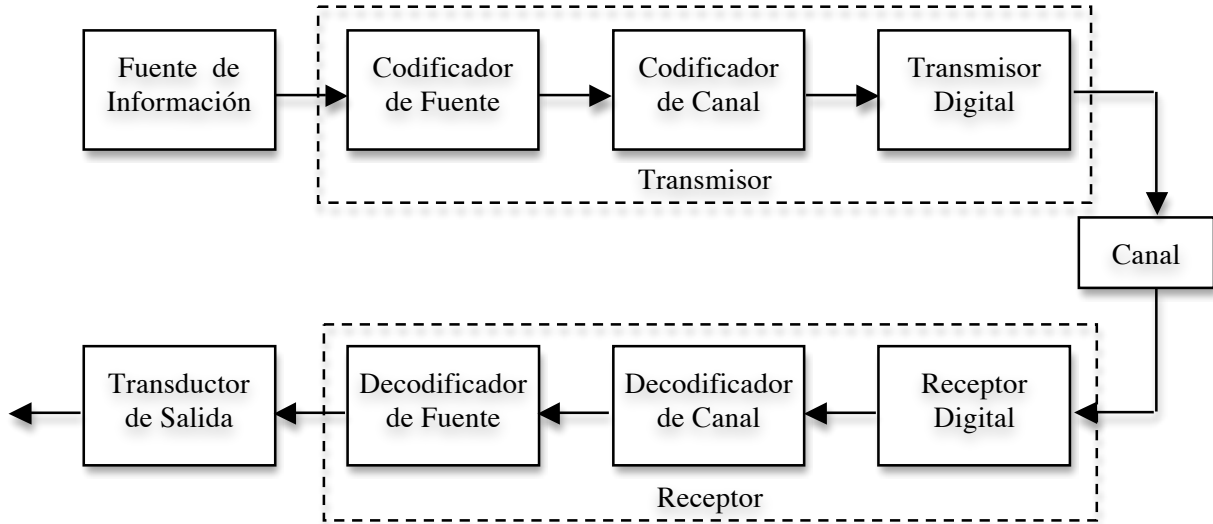 Fuente de
Información
Codificador
de Fuente
Codificador
de Canal
Transmisor
Digital
Transmisor
Canal
Transductor
de Salida
Decodificador
de Fuente
Decodificador
de Canal
Receptor
Digital
Receptor